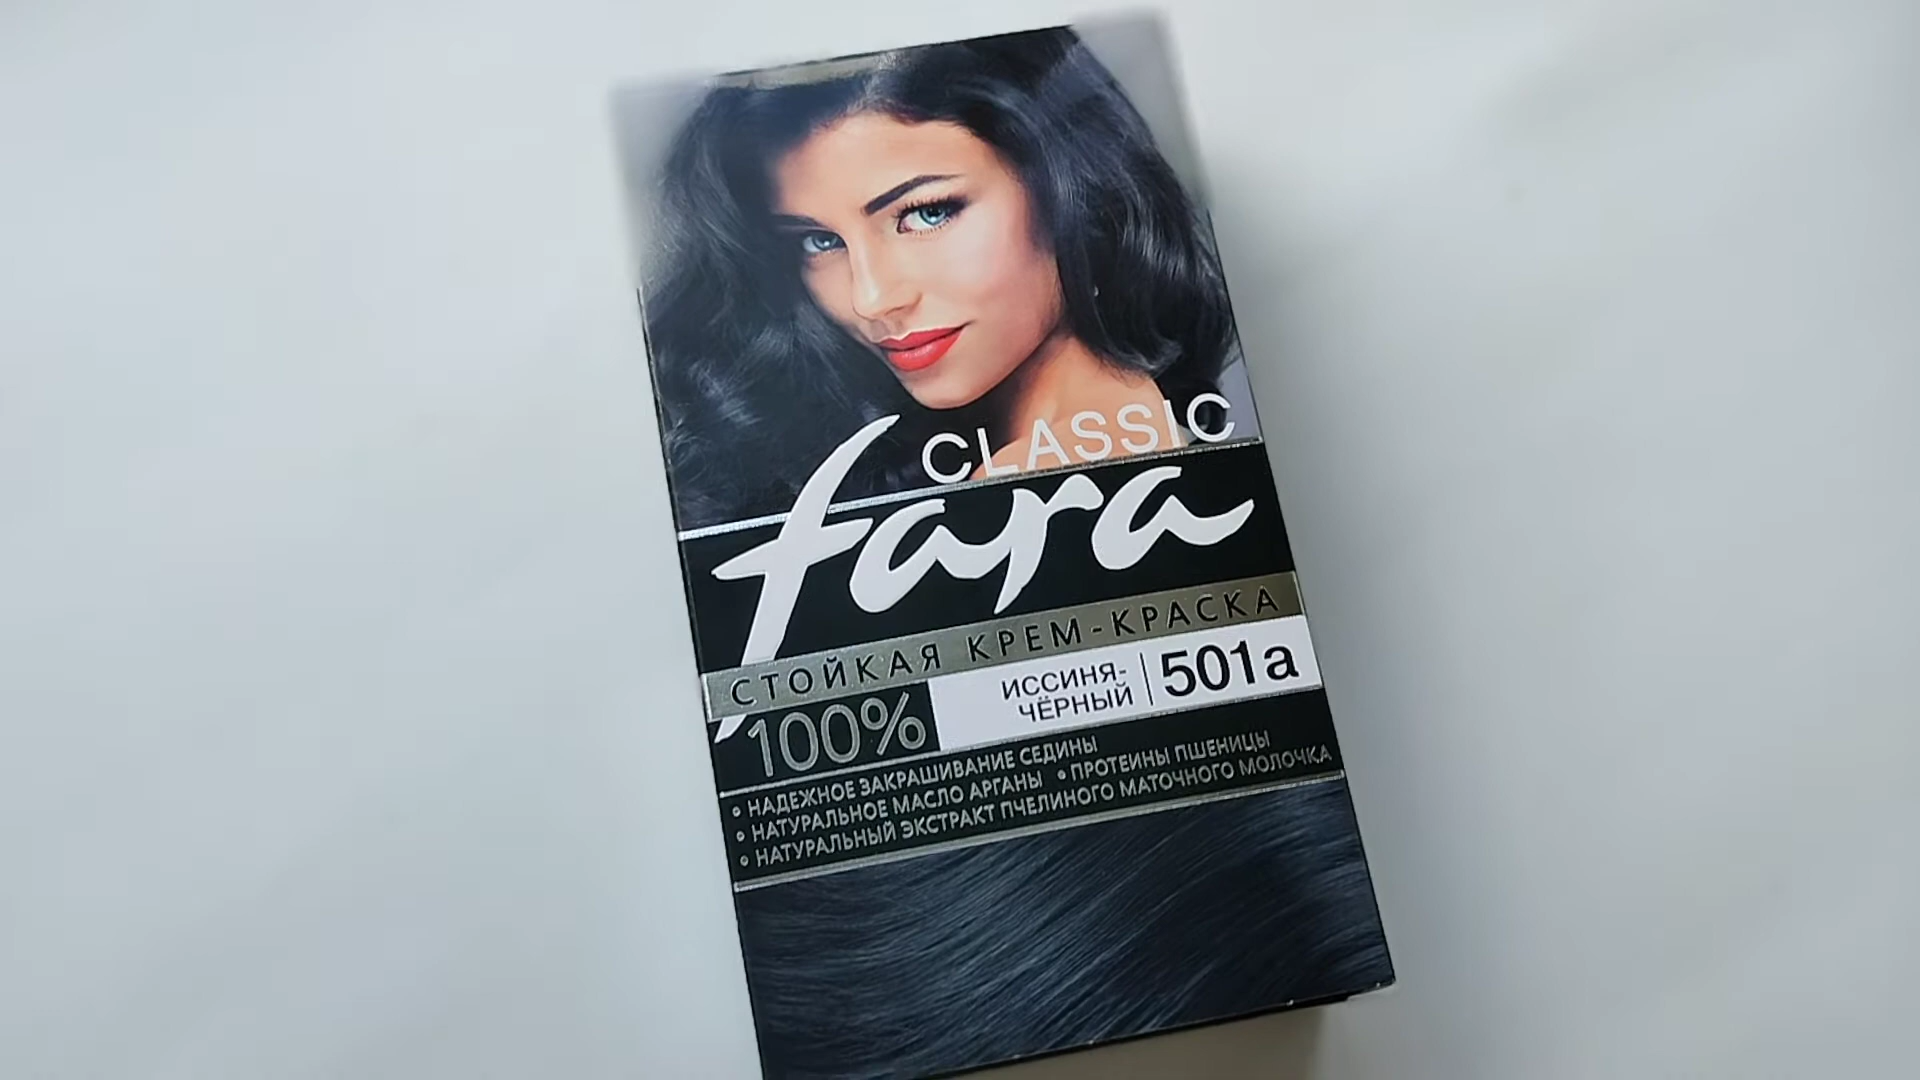 CLASSIC
fara
СТОЙКАЯ КРЕМ-КРАСКА
100%
ИССИНЯ-
ЧЁРНЫЙ
501a
• НАДЕЖНОЕ ЗАКРАШИВАНИЕ СЕДИНЫ
• НАТУРАЛЬНОЕ МАСЛО АРГАНЫ • ПРОТЕИНЫ ПШЕНИЦЫ
• НАТУРАЛЬНЫЙ ЭКСТРАКТ ПЧЕЛИНОГО МАТОЧНОГО МОЛОЧКА